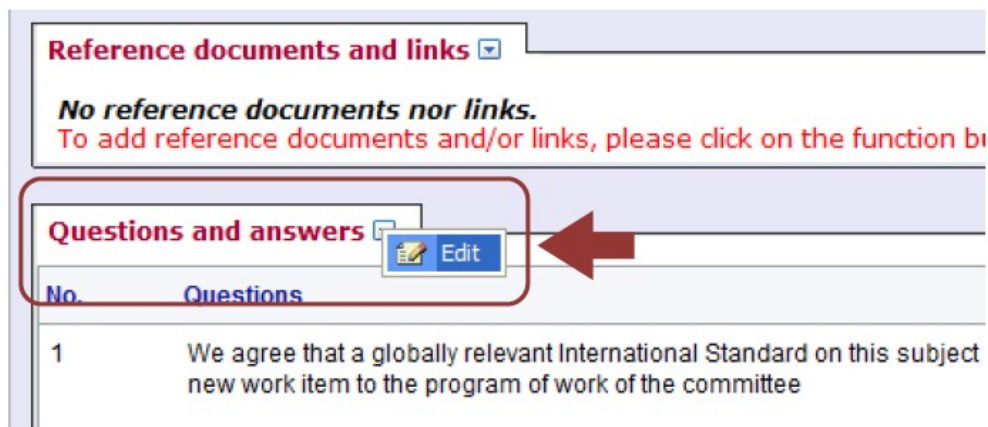 Reference documents and links
No reference documents nor links.
To add reference documents and/or links, please click on the function
Questions and answers
Edit
No. Questions
1 We agree that a globally relevant International Standard on this subject
new work item to the program of work of the committee